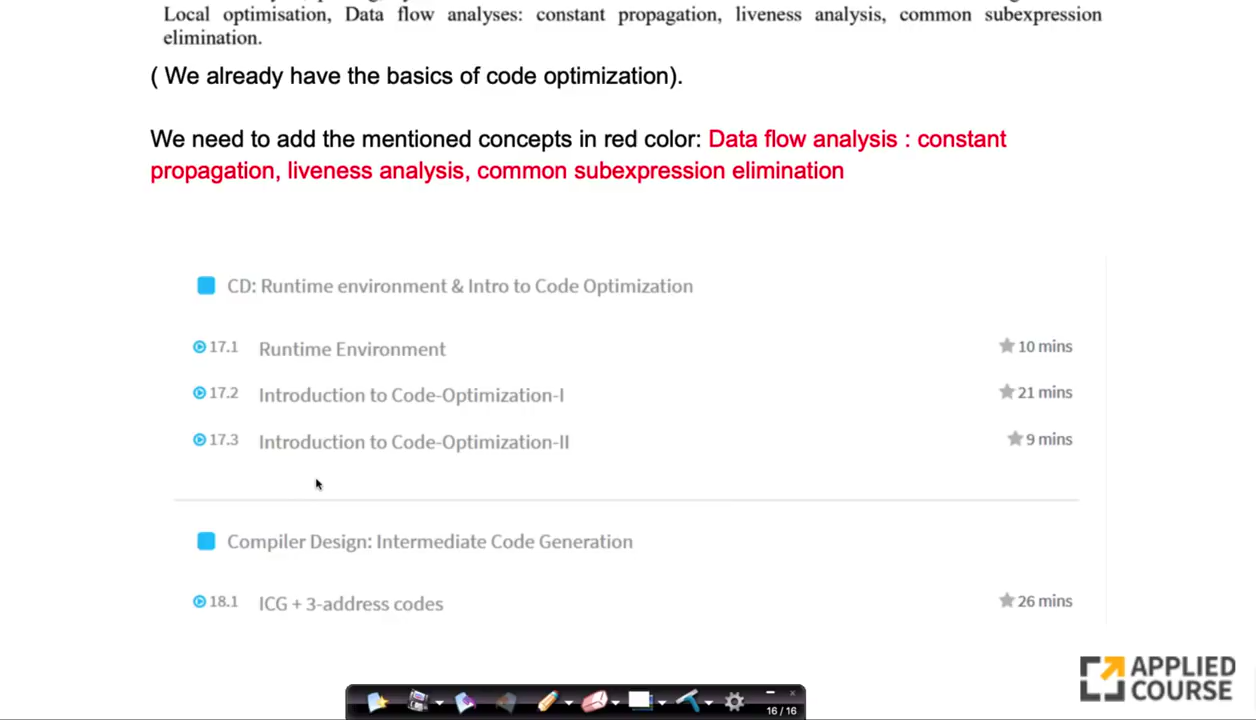 Local optimisation, Data flow analyses: constant propagation, liveness analysis, common subexpression
elimination.
( We already have the basics of code optimization).
We need to add the mentioned concepts in red color: Data flow analysis : constant
propagation, liveness analysis, common subexpression elimination
CD: Runtime environment & Intro to Code Optimization
17.1 Runtime Environment 10 mins
17.2 Introduction to Code-Optimization-I 21 mins
17.3 Introduction to Code-Optimization-II 9 mins
Compiler Design: Intermediate Code Generation
18.1 ICG + 3-address codes 26 mins
APPLIED
COURSE
16 / 16